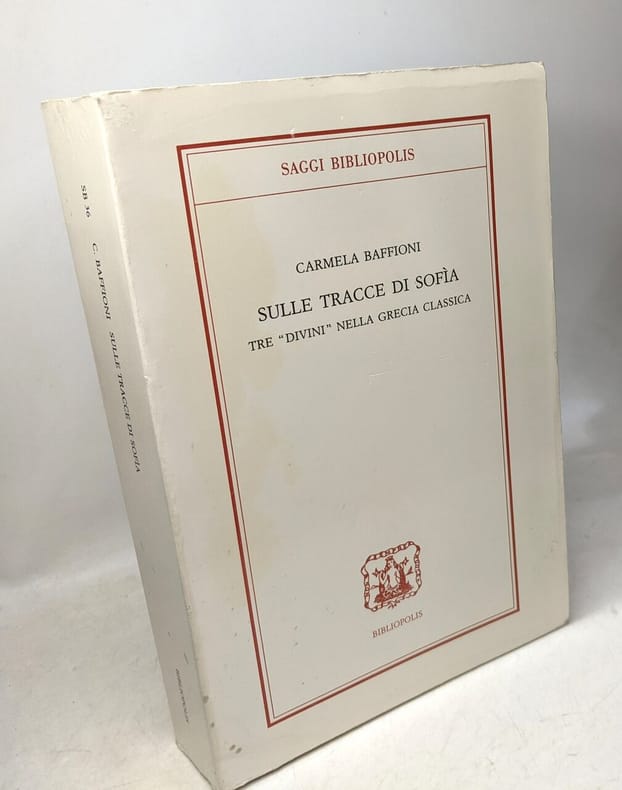 SAGGI BIBLIOPOLIS
CARMELA BAFFIONI
SULLE TRACCE DI SOFÌA
TRE "DIVINI" NELLA GRECIA CLASSICA
BIBLIOPOLIS
SB 36
C. BAFFIONI SULLE TRACCE DI SOFÌA
BIBLIOPOLIS